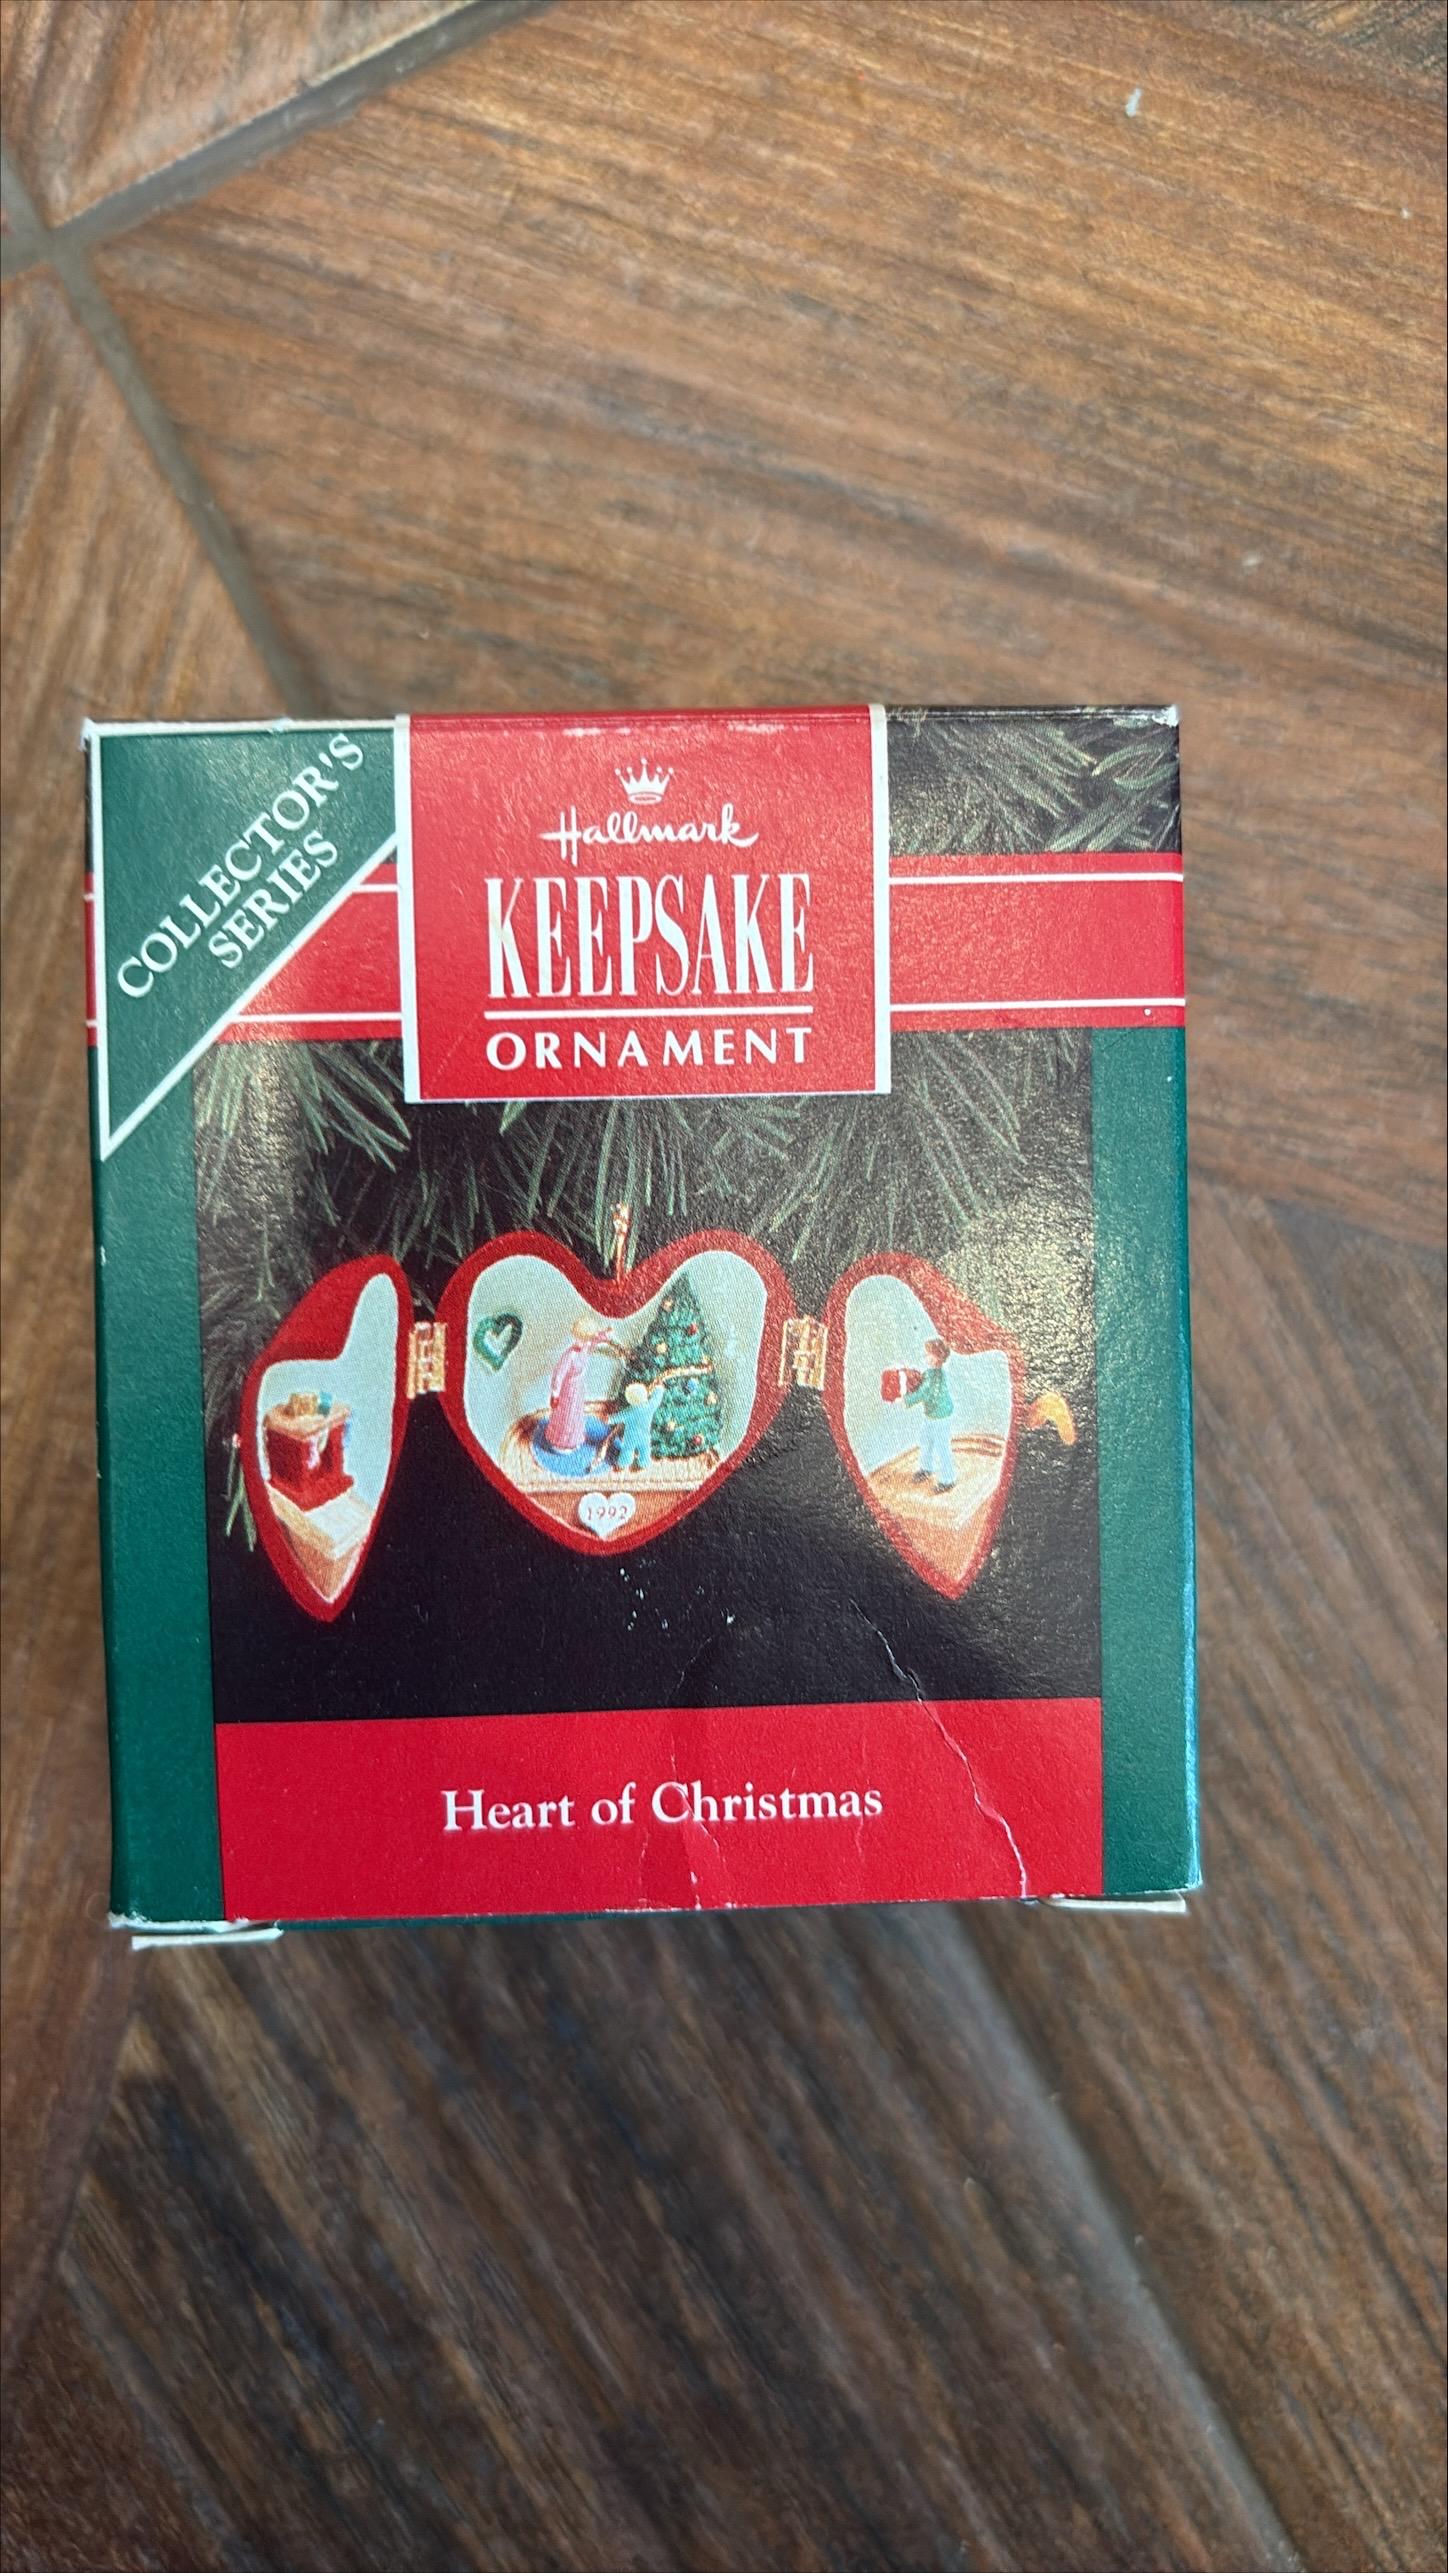 COLLECTOR'S
SERIES
Hallmark
KEEPSAKE
ORNAMENT
1992
Heart of Christmas